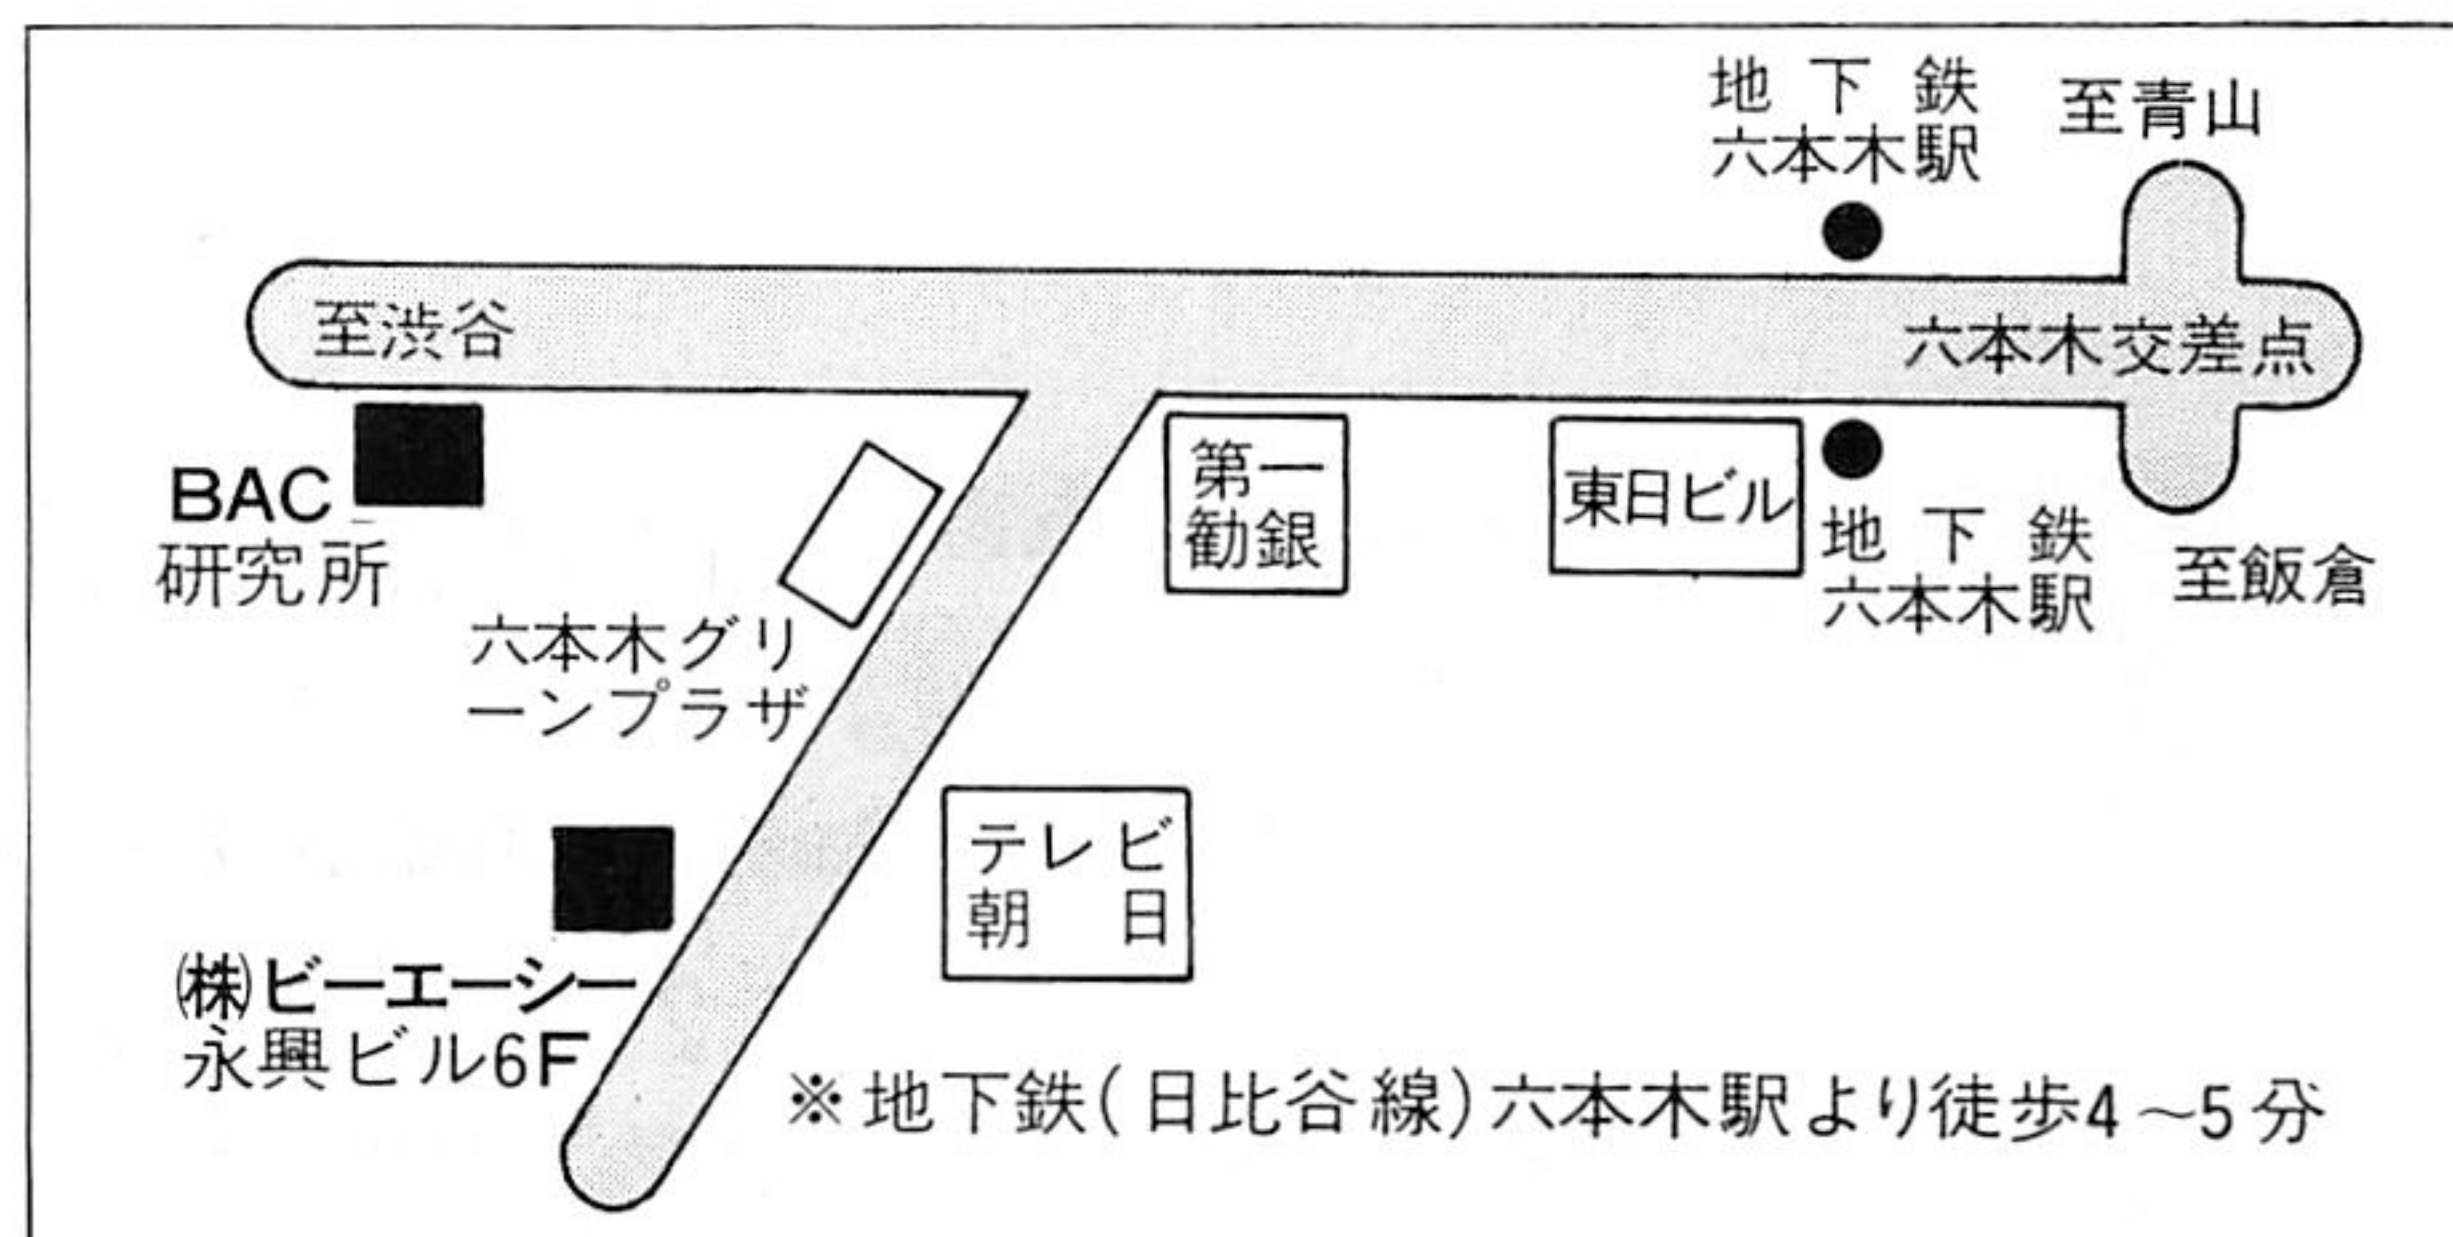 地下鉄
六本木駅
至青山
至渋谷
六本木交差点
BAC
研究所
第一
勧銀
東日ビル
地下鉄
六本木駅
至飯倉
六本木グリ
ーンプラザ
テレビ
朝日
㈱ビーエーシー
永興ビル6F
※地下鉄(日比谷線)六本木駅より徒歩4～5分